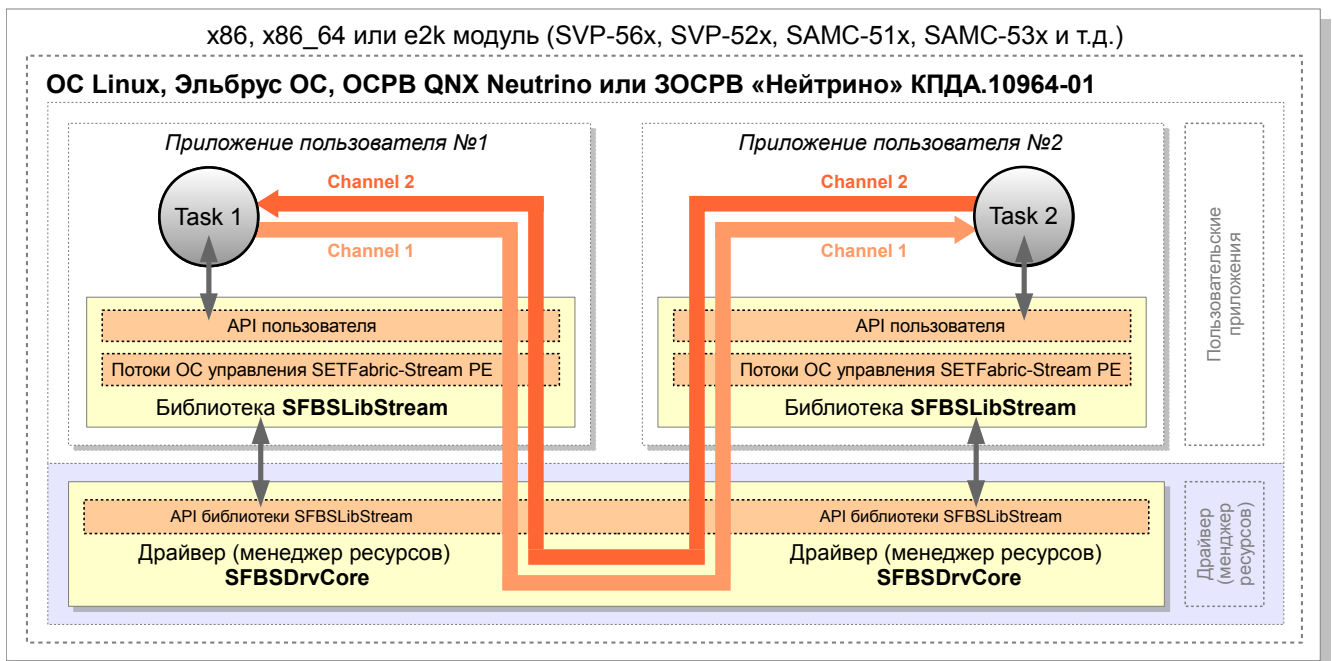 x86, x86_64 или e2k модуль (SVP-56x, SVP-52x, SAMC-51x, SAMC-53x и т.д.)
ОС Linux, Эльбрус ОС, ОСРВ QNX Neutrino или ЗОСРВ «Нейтрино» КПДА.10964-01
Приложение пользователя №1
Приложение пользователя №2
Channel 2
Channel 2
Task 1
Task 2
Channel 1
Channel 1
API пользователя
API пользователя
Потоки ОС управления SETFabric-Stream PE
Потоки ОС управления SETFabric-Stream PE
Библиотека SFBSLibStream
Библиотека SFBSLibStream
Пользовательские
приложения
API библиотеки SFBSLibStream
API библиотеки SFBSLibStream
Драйвер (менеджер ресурсов)
SFBSDrvCore
Драйвер (менеджер ресурсов)
SFBSDrvCore
Драйвер
(менджер
ресурсов)